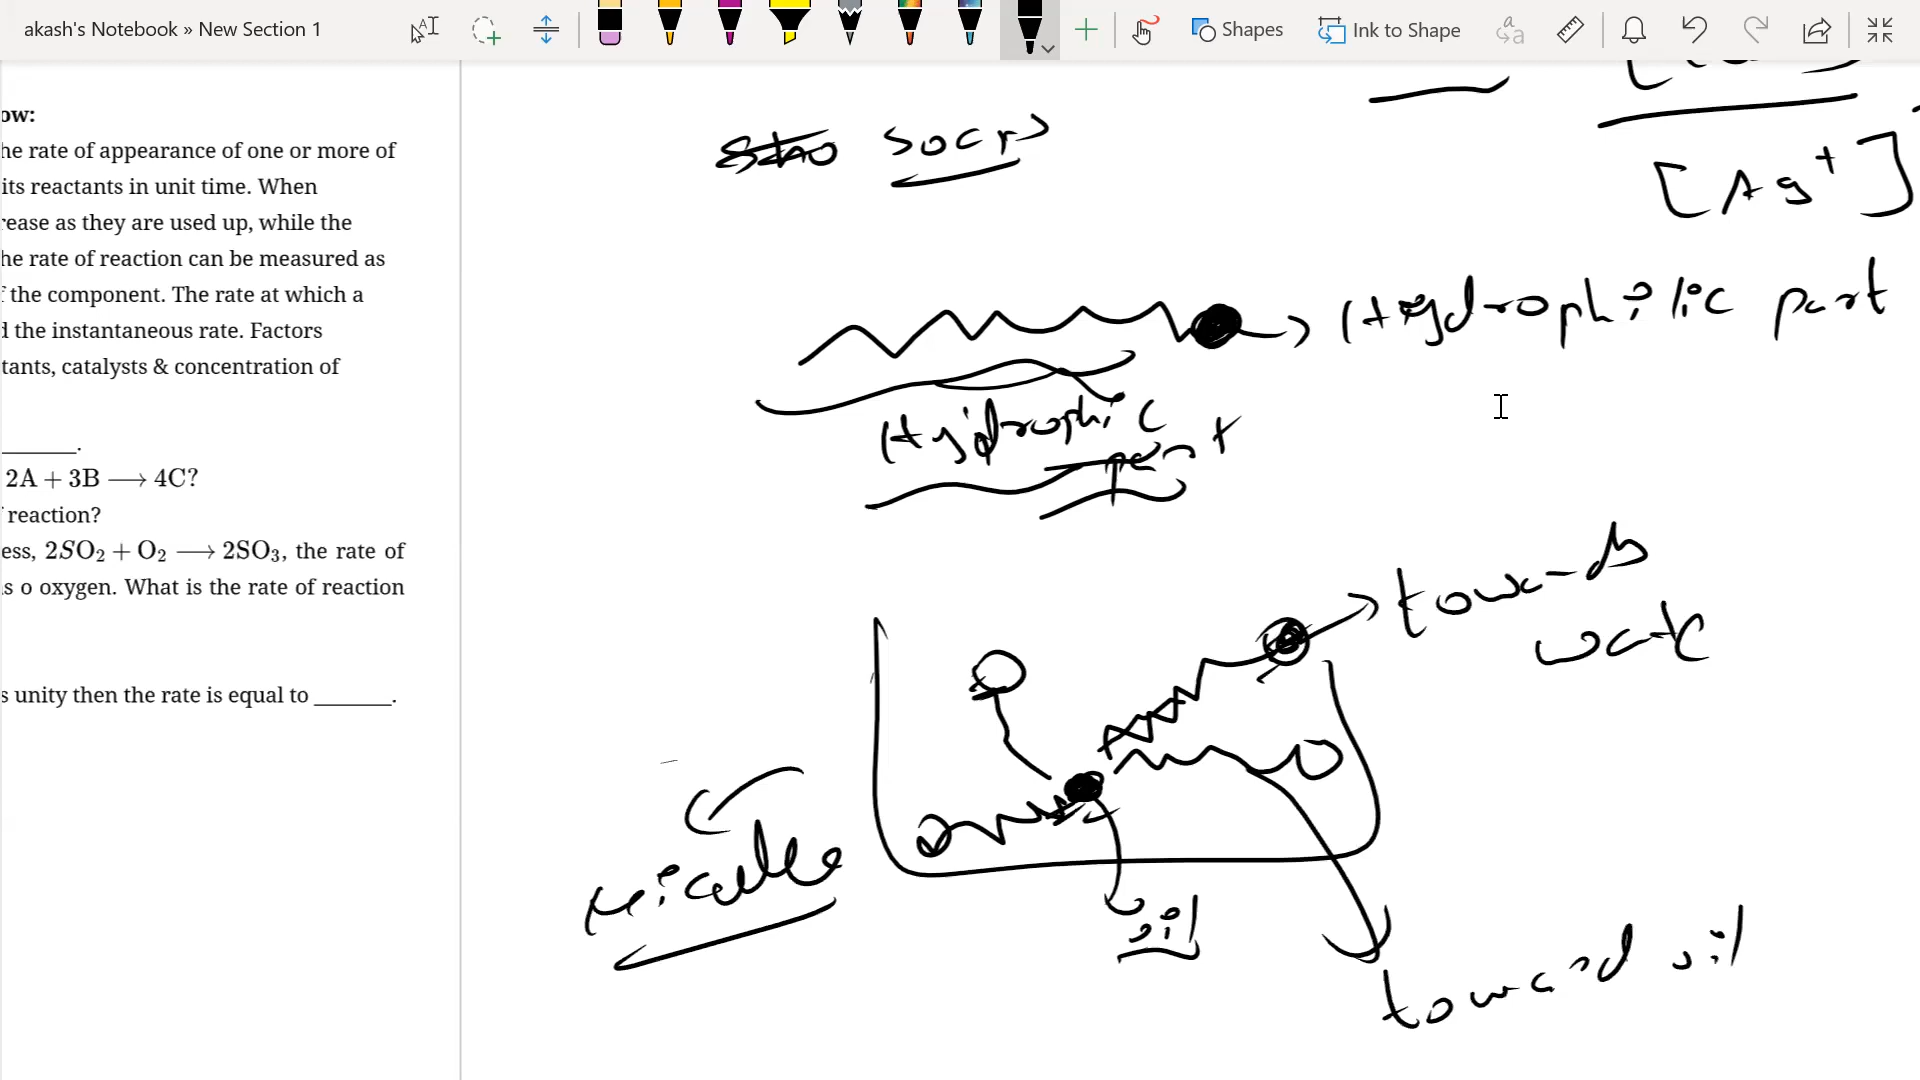 akash's Notebook » New Section 1
Shapes
Ink to Shape
ow:
he rate of appearance of one or more of
its reactants in unit time. When
rease as they are used up, while the
he rate of reaction can be measured as
f the component. The rate at which a
d the instantaneous rate. Factors
tants, catalysts & concentration of
_______.
2A + 3B ⟶ 4C?
f reaction?
ess, 2SO₂ + O₂ ⟶ 2SO₃, the rate of
s o oxygen. What is the rate of reaction
s unity then the rate is equal to _______.
[Ag⁺]
Hydrophilic part
Hydrophic
part
towards
micelle
oil
toward oil